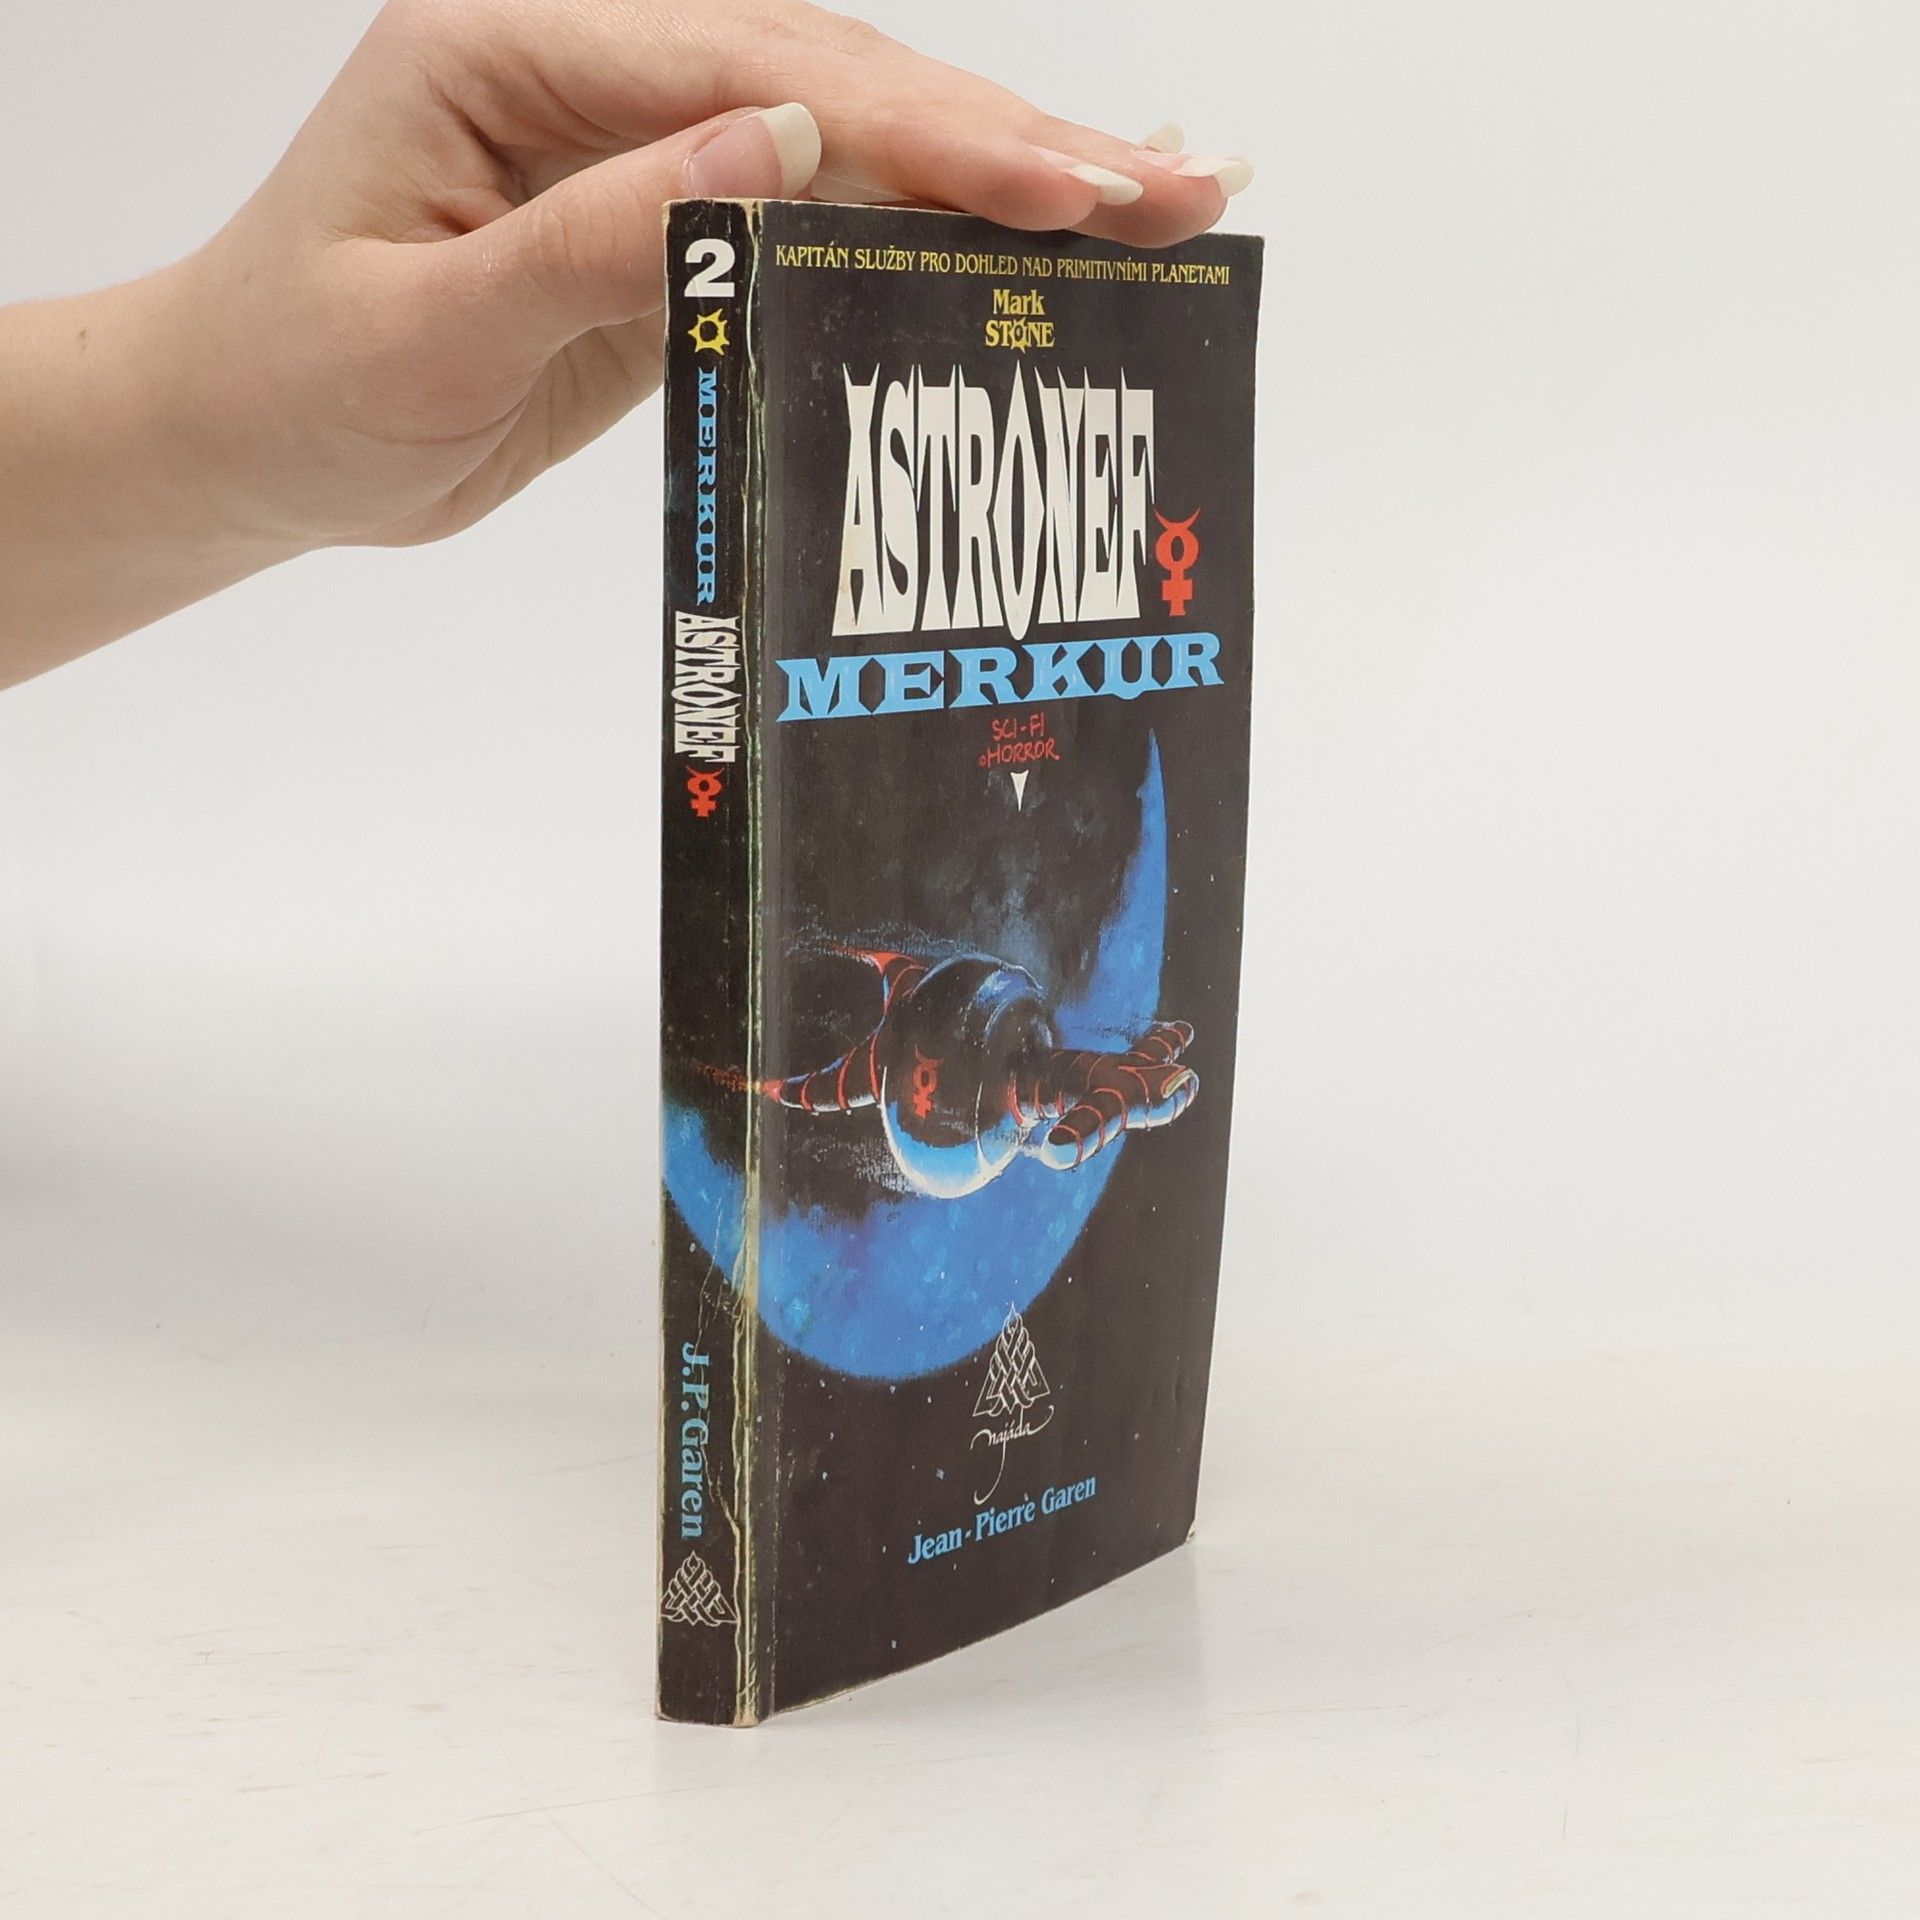 2
MERKUR
ASTRONEF
J.P.Garen
KAPITÁN SLUŽBY PRO DOHLED NAD PRIMITIVNÍMI PLANETAMI
Mark
STONE
ASTRONEF
MERKUR
SCI-FI
HORROR
najáda
Jean-Pierre Garen